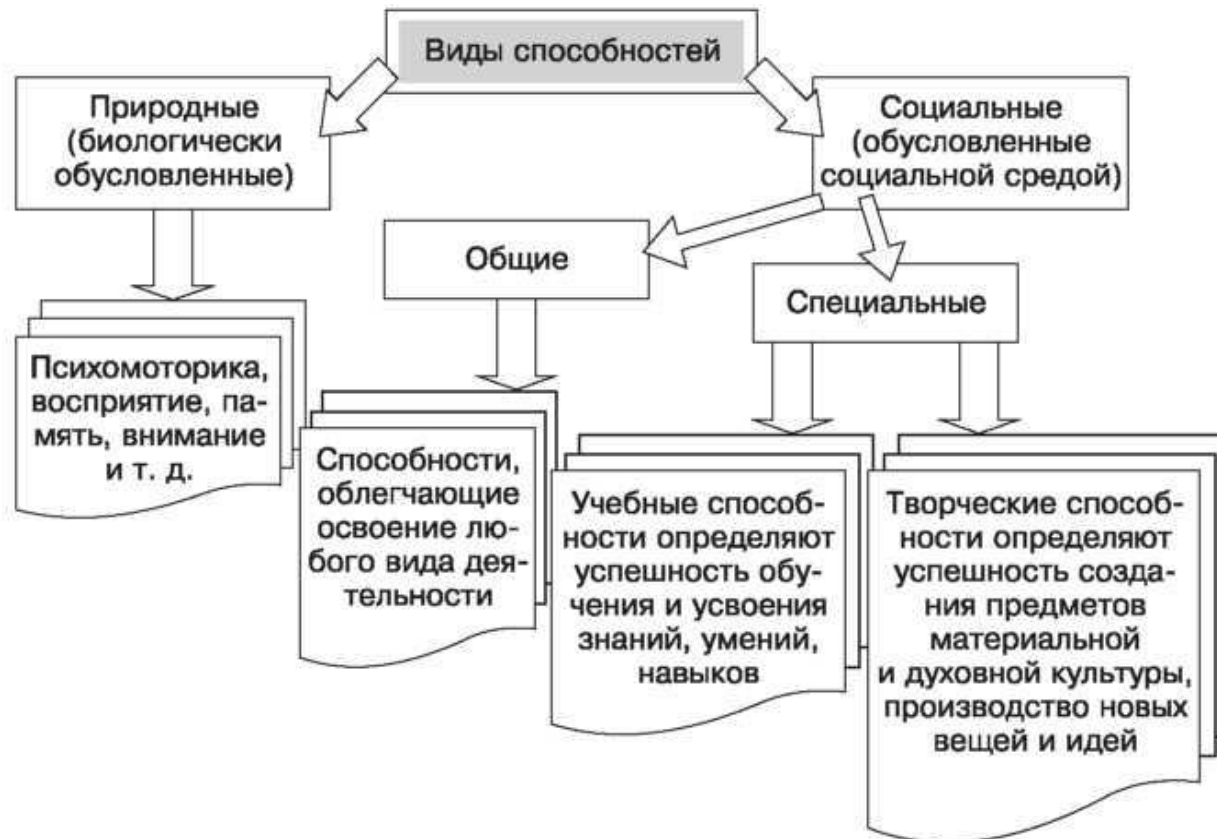 Виды способностей
Природные
(биологически
обусловленные)
Социальные
(обусловленные
социальной средой)
Общие
Специальные
Психомоторика,
восприятие, па-
мять, внимание
и т. д.
Способности,
облегчающие
освоение лю-
бого вида дея-
тельности
Учебные способ-
ности определяют
успешность обу-
чения и усвоения
знаний, умений,
навыков
Творческие способ-
ности определяют
успешность созда-
ния предметов
материальной
и духовной культуры,
производство новых
вещей и идей